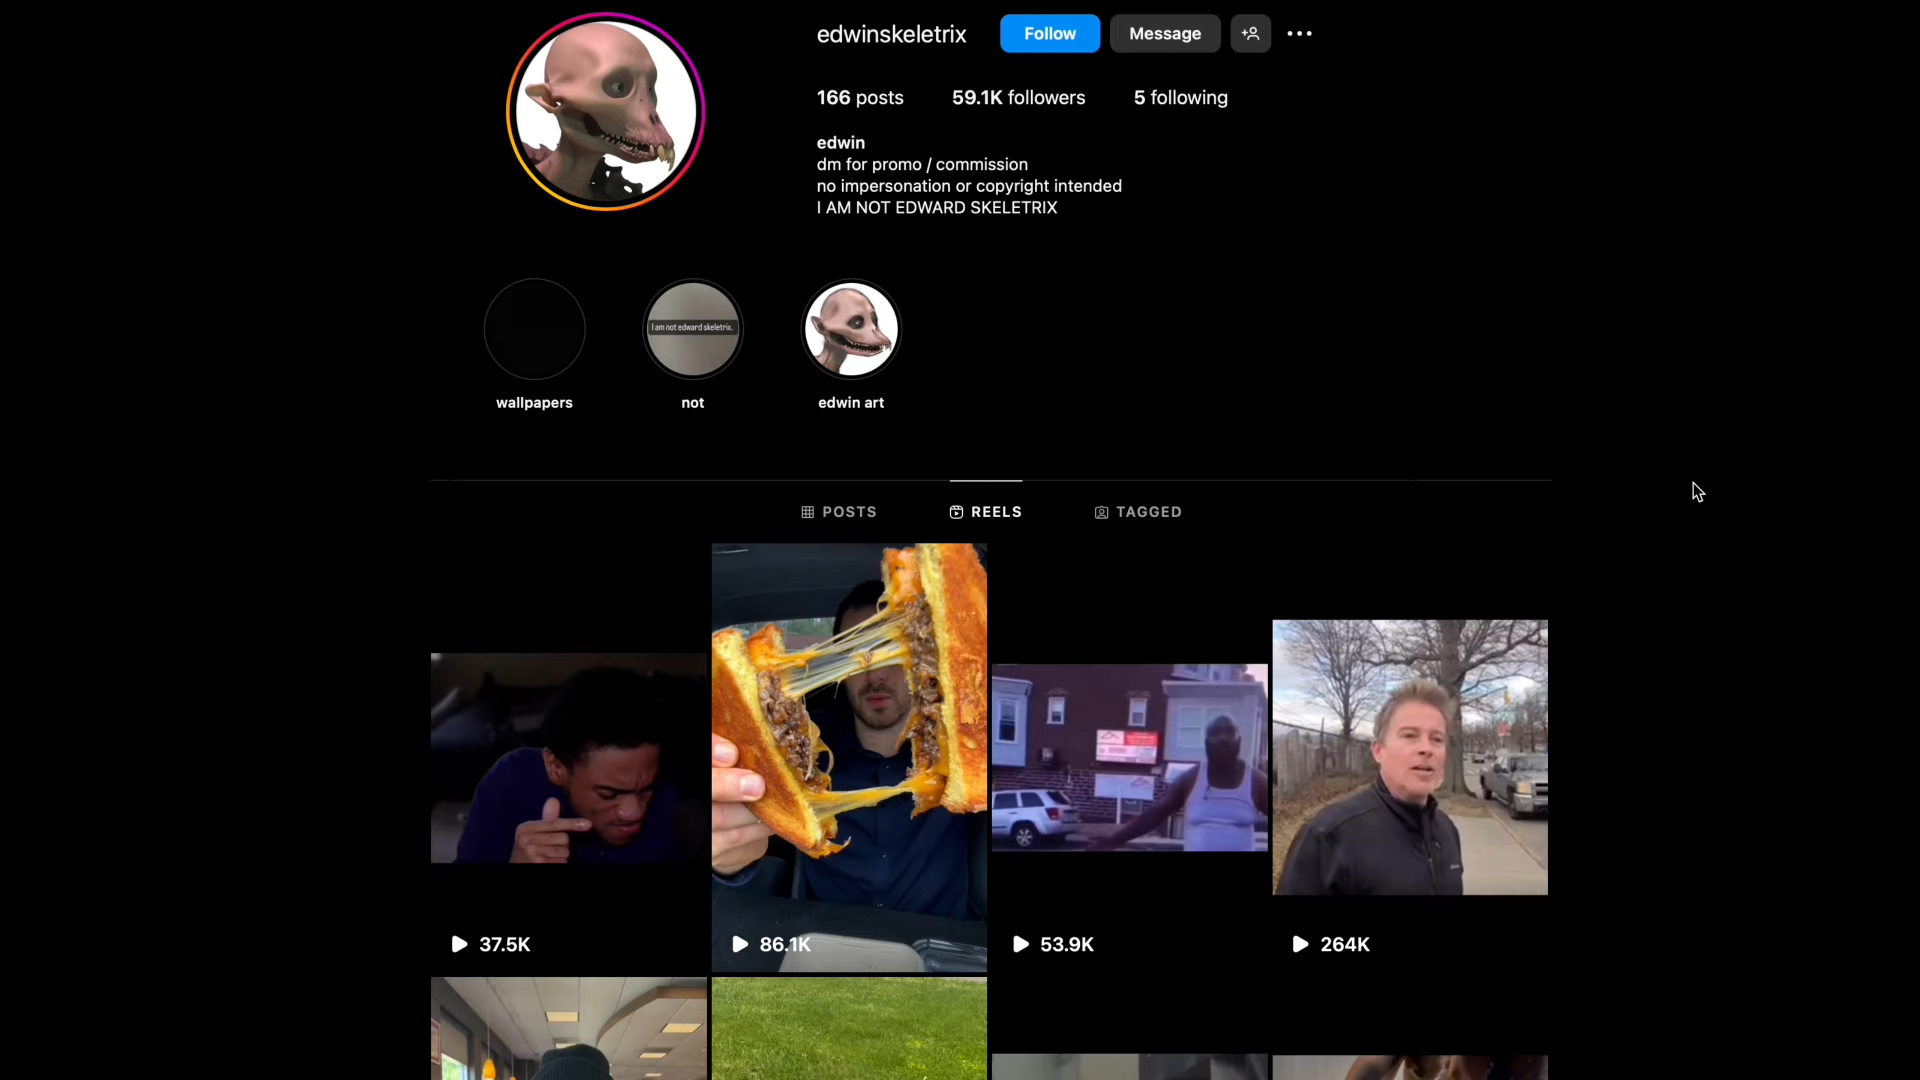 edwinskeletrix
Follow
Message
166 posts
59.1K followers
5 following
edwin
dm for promo / commission
no impersonation or copyright intended
I AM NOT EDWARD SKELETRIX
I am not edward skeletrix.
wallpapers
not
edwin art
POSTS
REELS
TAGGED
37.5K
86.1K
53.9K
264K